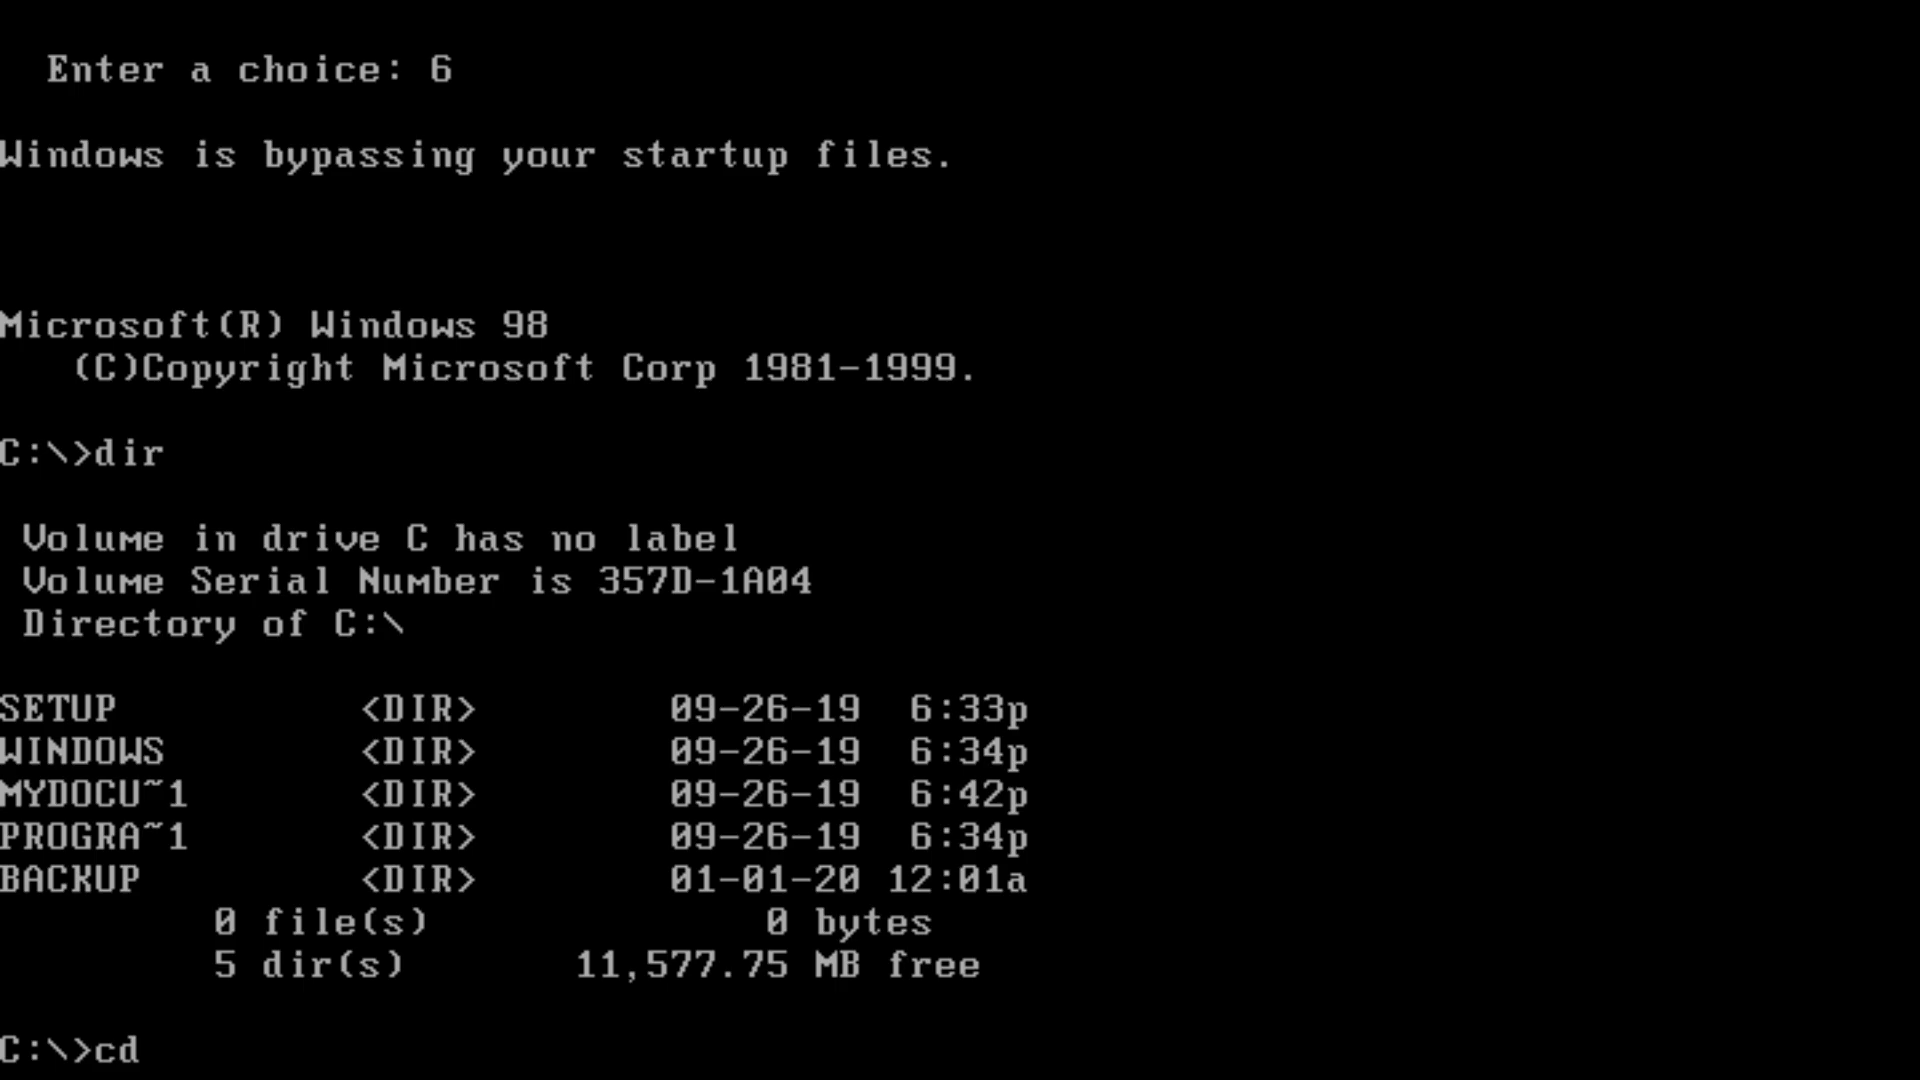 Enter a choice: 6
Windows is bypassing your startup files.
Microsoft(R) Windows 98
(C)Copyright Microsoft Corp 1981-1999.
C:\>dir
Volume in drive C has no label
Volume Serial Number is 357D-1A04
Directory of C:\
SETUP <DIR> 09-26-19 6:33p
WINDOWS <DIR> 09-26-19 6:34p
MYDOCU~1 <DIR> 09-26-19 6:42p
PROGRA~1 <DIR> 09-26-19 6:34p
BACKUP <DIR> 01-01-20 12:01a
0 file(s) 0 bytes
5 dir(s) 11,577.75 MB free
C:\>cd